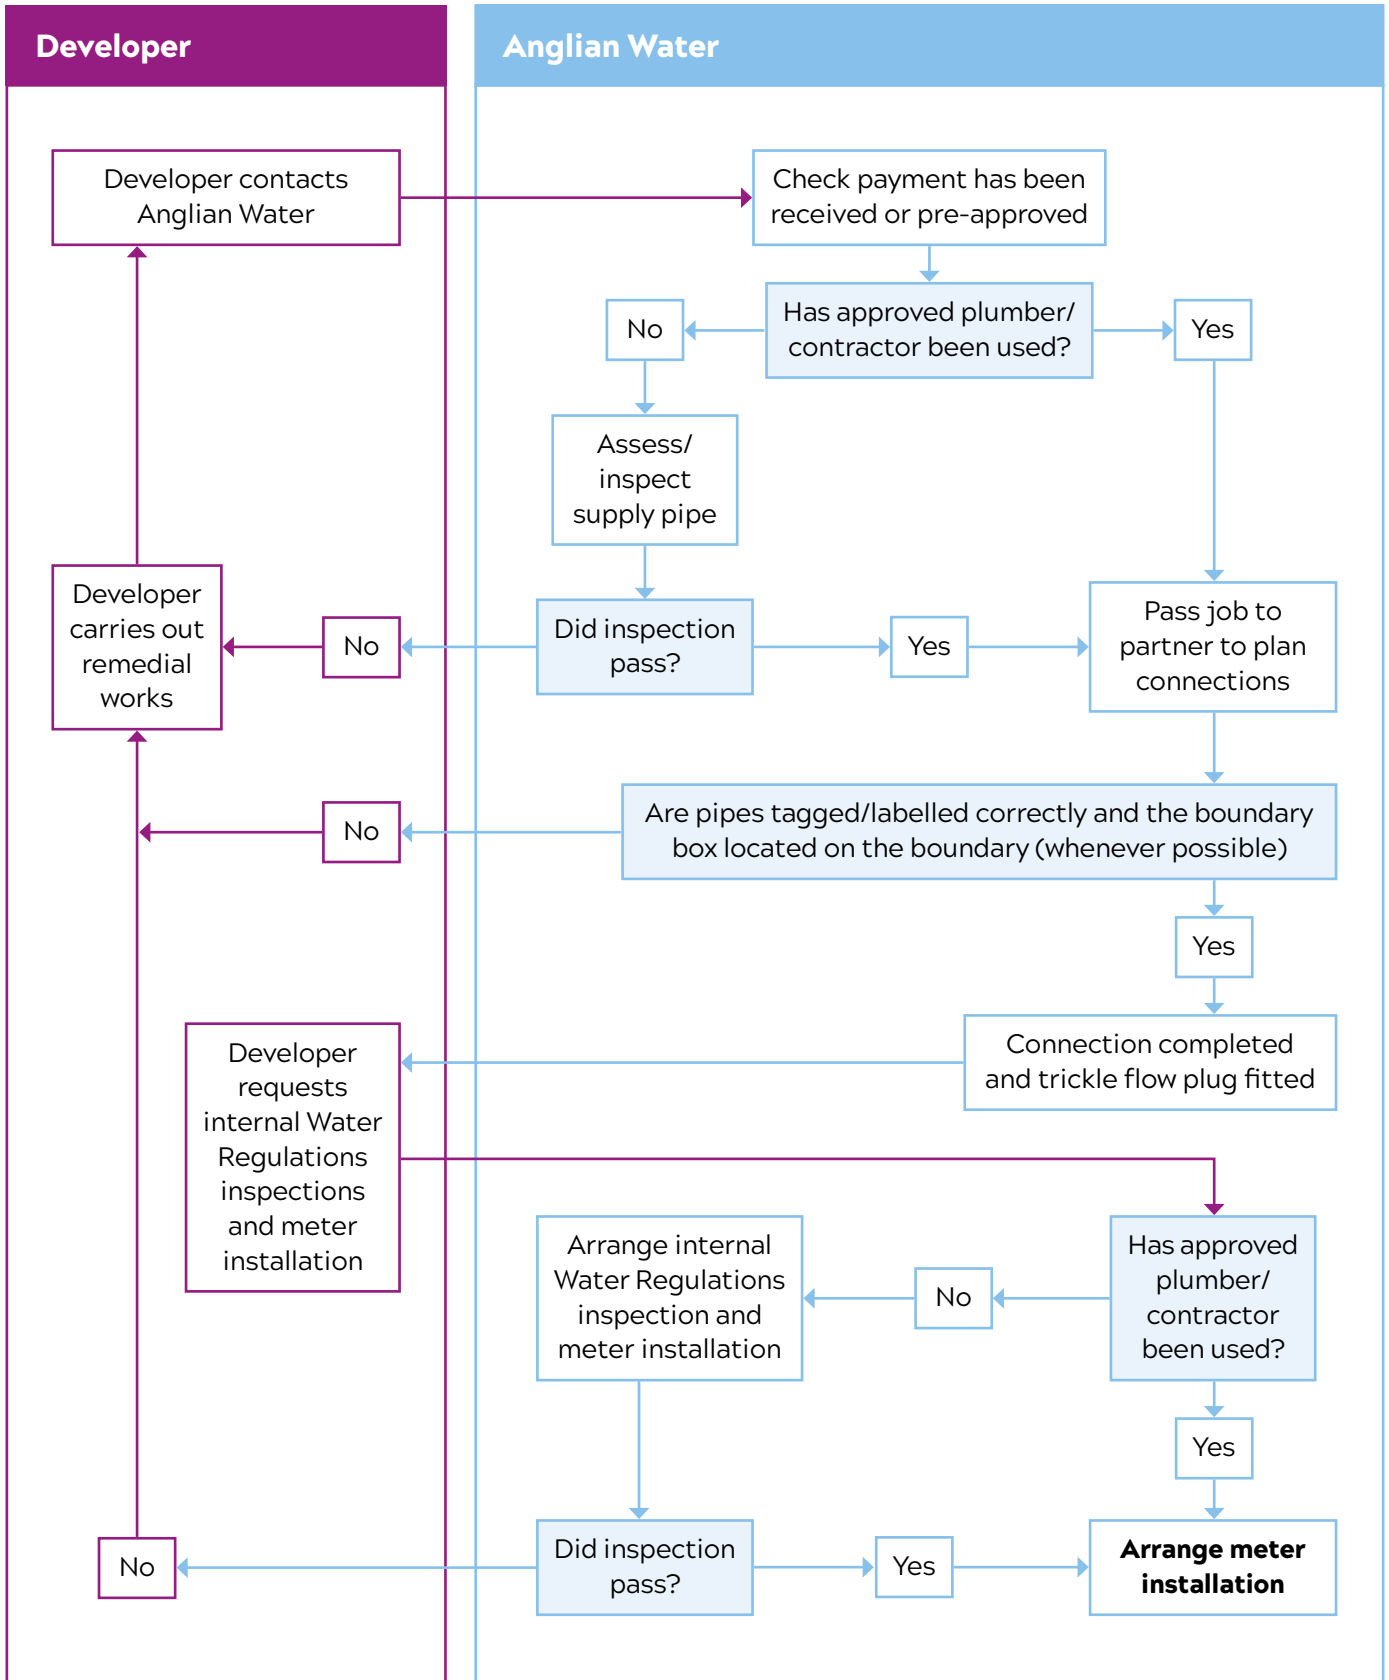 Developer
Anglian Water
Developer contacts
Anglian Water
Check payment has been
received or pre-approved
Has approved plumber/
contractor been used?
No
Yes
Assess/
inspect
supply pipe
Did inspection
pass?
No
Yes
Developer
carries out
remedial
works
Pass job to
partner to plan
connections
Are pipes tagged/labelled correctly and the boundary
box located on the boundary (whenever possible)
No
Yes
Connection completed
and trickle flow plug fitted
Developer
requests
internal Water
Regulations
inspections
and meter
installation
Has approved
plumber/
contractor
been used?
No
Arrange internal
Water Regulations
inspection and
meter installation
Yes
Did inspection
pass?
No
Yes
Arrange meter
installation